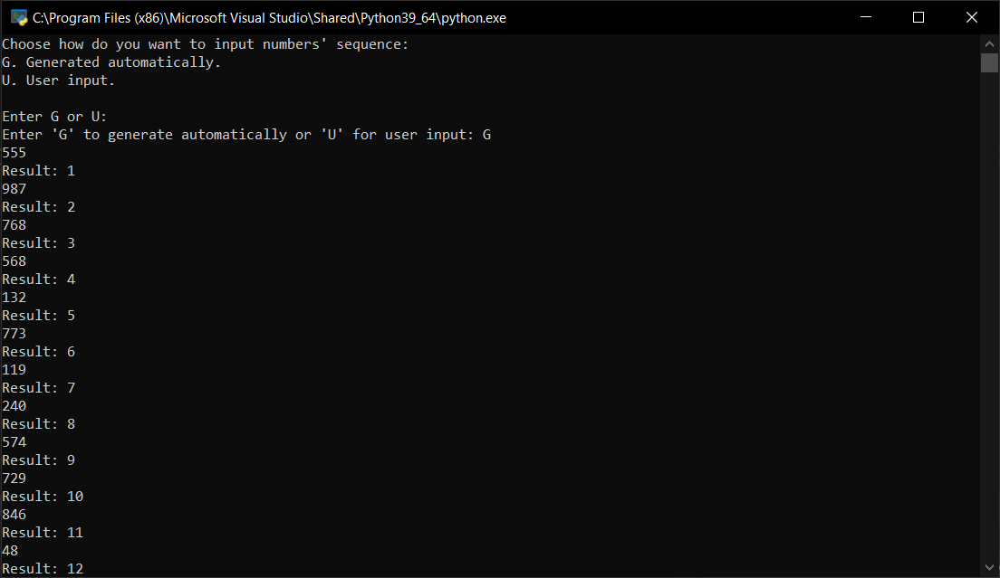 C:\Program Files (x86)\Microsoft Visual Studio\Shared\Python39_64\python.exe
Choose how do you want to input numbers' sequence:
G. Generated automatically.
U. User input.
Enter G or U:
Enter 'G' to generate automatically or 'U' for user input: G
555
Result: 1
987
Result: 2
768
Result: 3
568
Result: 4
132
Result: 5
773
Result: 6
119
Result: 7
240
Result: 8
574
Result: 9
729
Result: 10
846
Result: 11
48
Result: 12